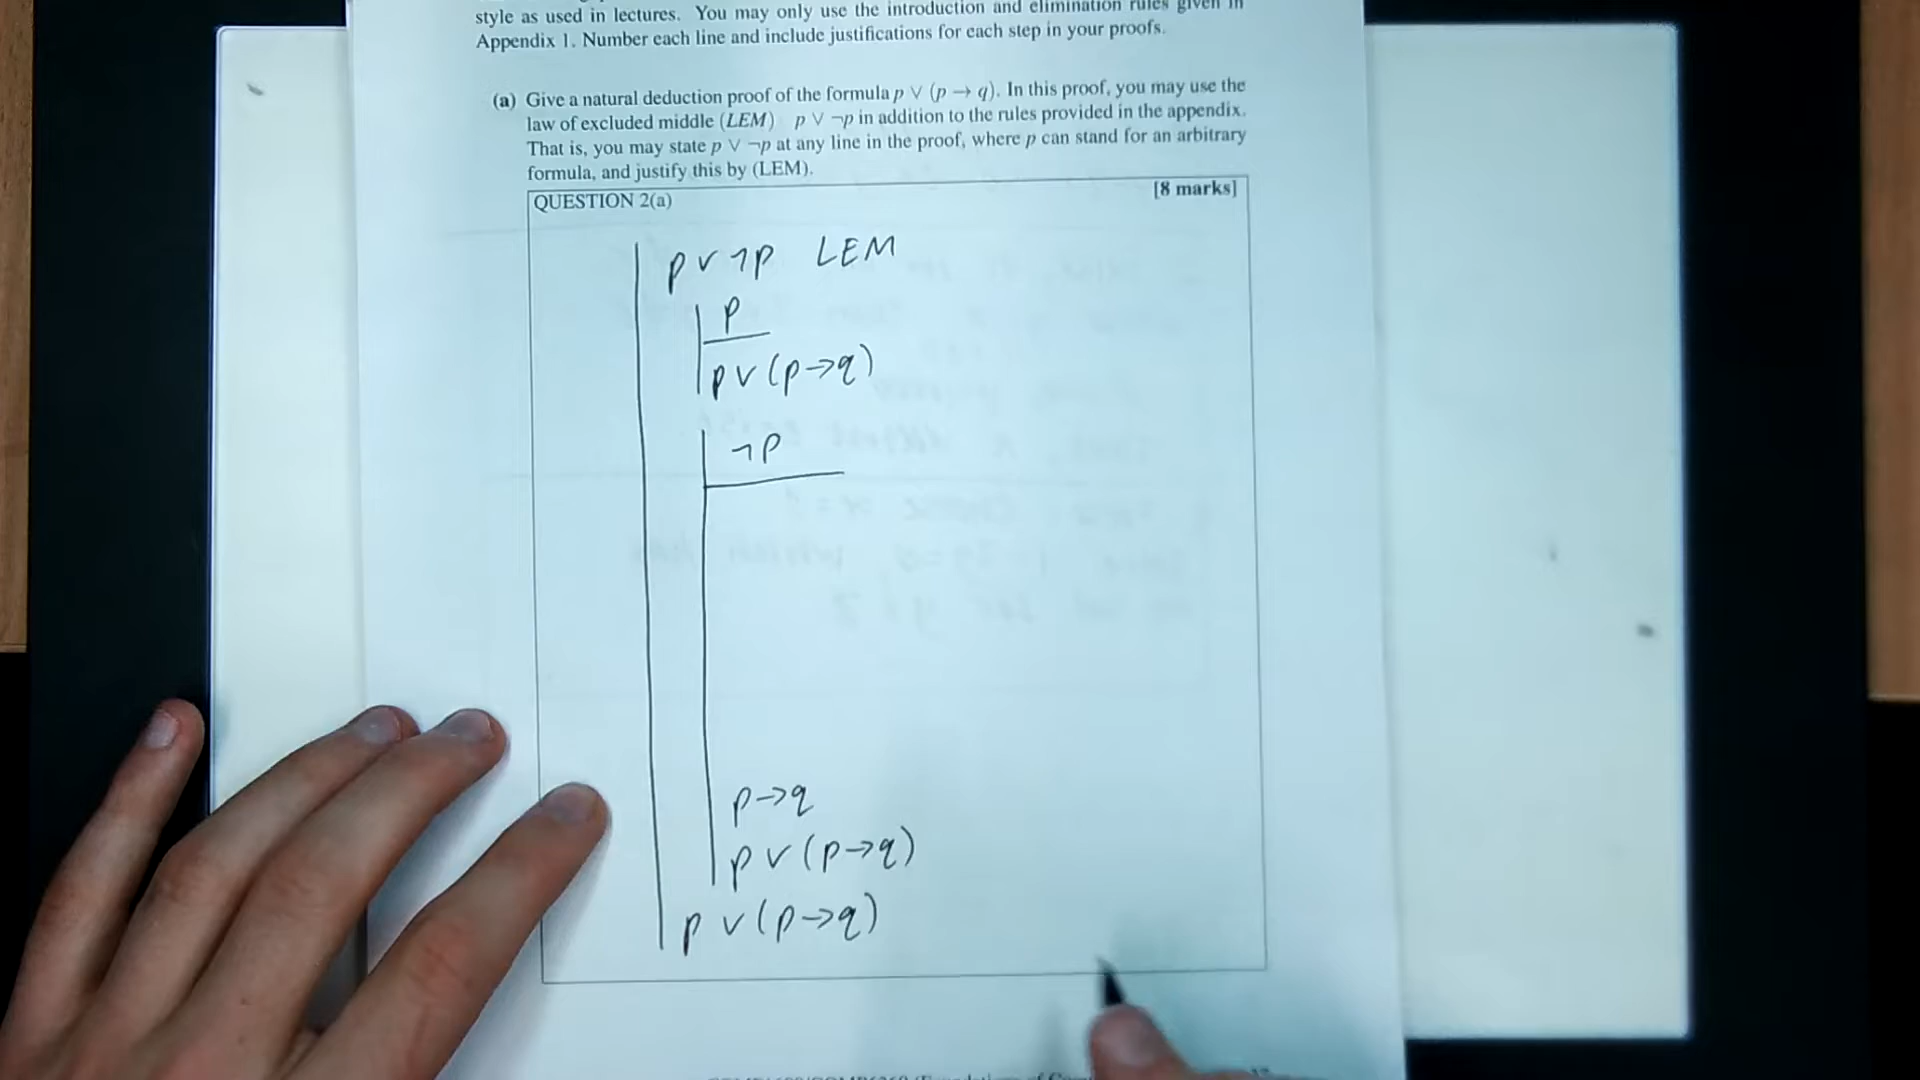 style as used in lectures. You may only use the introduction and elimination rules given in
Appendix 1. Number each line and include justifications for each step in your proofs.
(a) Give a natural deduction proof of the formula p ∨ (p → q). In this proof, you may use the
law of excluded middle (LEM) p ∨ ¬p in addition to the rules provided in the appendix.
That is, you may state p ∨ ¬p at any line in the proof, where p can stand for an arbitrary
formula, and justify this by (LEM).
[8 marks]
QUESTION 2(a)
p ∨ ¬p LEM
p
p ∨ (p → q)
¬p
p → q
p ∨ (p → q)
p ∨ (p → q)